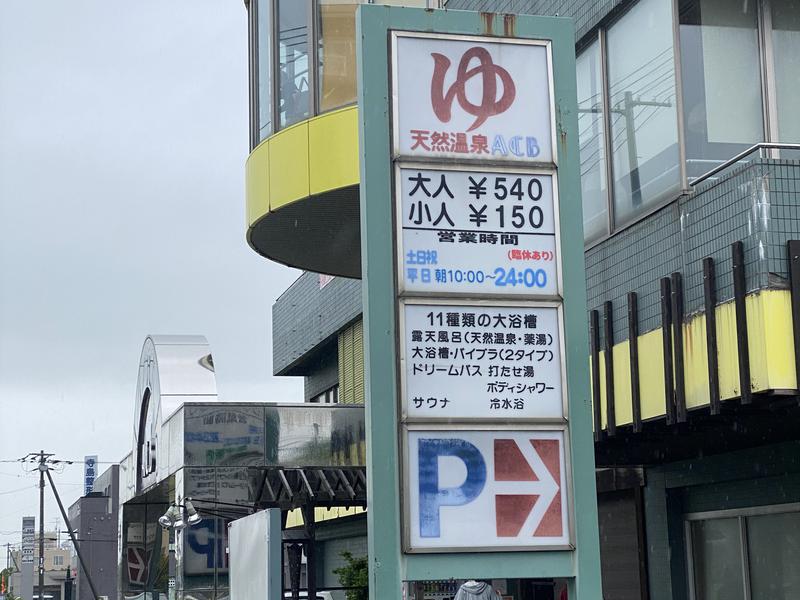 ゆ
天然温泉ACB
大人 ¥540
小人 ¥150
営業時間
土日祝 (臨休あり)
平日 朝10:00~24:00
11種類の大浴槽
露天風呂(天然温泉・薬湯)
大浴槽・バイブラ(2タイプ)
ドリームバス 打たせ湯
ボディシャワー
サウナ 冷水浴
P
寺島整形